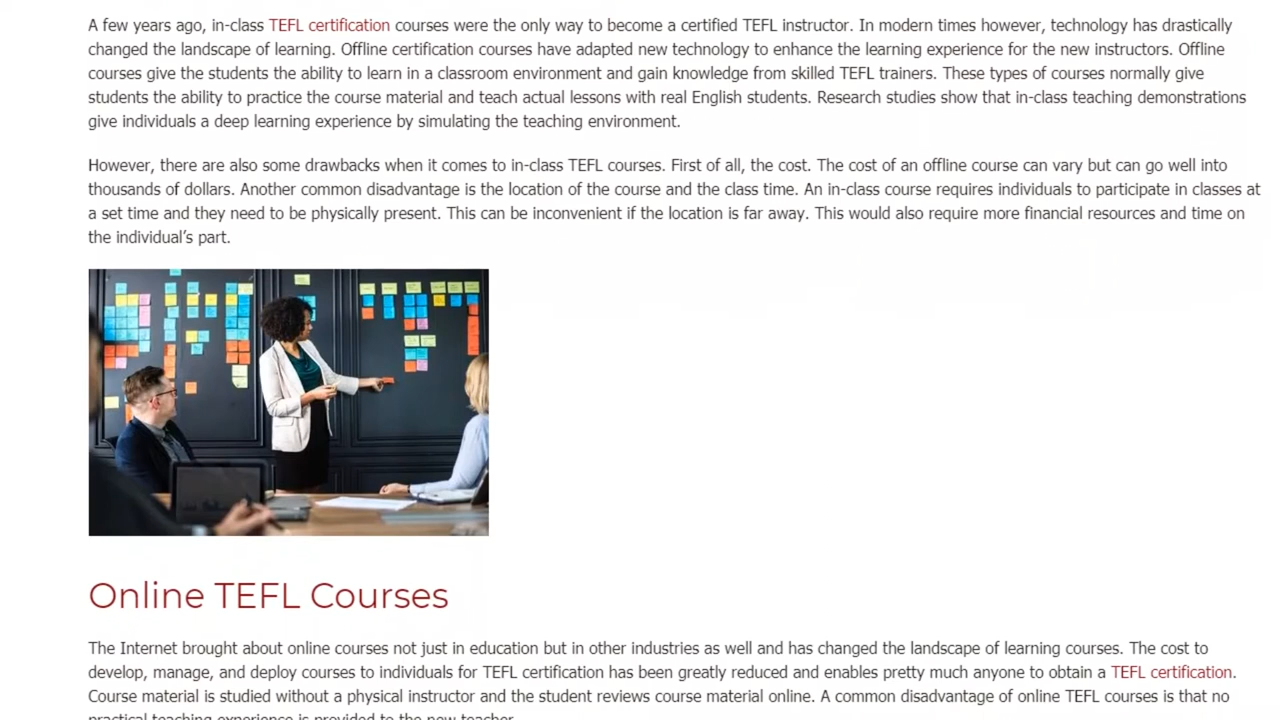 A few years ago, in-class TEFL certification courses were the only way to become a certified TEFL instructor. In modern times however, technology has drastically
changed the landscape of learning. Offline certification courses have adapted new technology to enhance the learning experience for the new instructors. Offline
courses give the students the ability to learn in a classroom environment and gain knowledge from skilled TEFL trainers. These types of courses normally give
students the ability to practice the course material and teach actual lessons with real English students. Research studies show that in-class teaching demonstrations
give individuals a deep learning experience by simulating the teaching environment.
However, there are also some drawbacks when it comes to in-class TEFL courses. First of all, the cost. The cost of an offline course can vary but can go well into
thousands of dollars. Another common disadvantage is the location of the course and the class time. An in-class course requires individuals to participate in classes at
a set time and they need to be physically present. This can be inconvenient if the location is far away. This would also require more financial resources and time on
the individual's part.
Online TEFL Courses
The Internet brought about online courses not just in education but in other industries as well and has changed the landscape of learning courses. The cost to
develop, manage, and deploy courses to individuals for TEFL certification has been greatly reduced and enables pretty much anyone to obtain a TEFL certification.
Course material is studied without a physical instructor and the student reviews course material online. A common disadvantage of online TEFL courses is that no
practical teaching experience is provided to the new teacher.